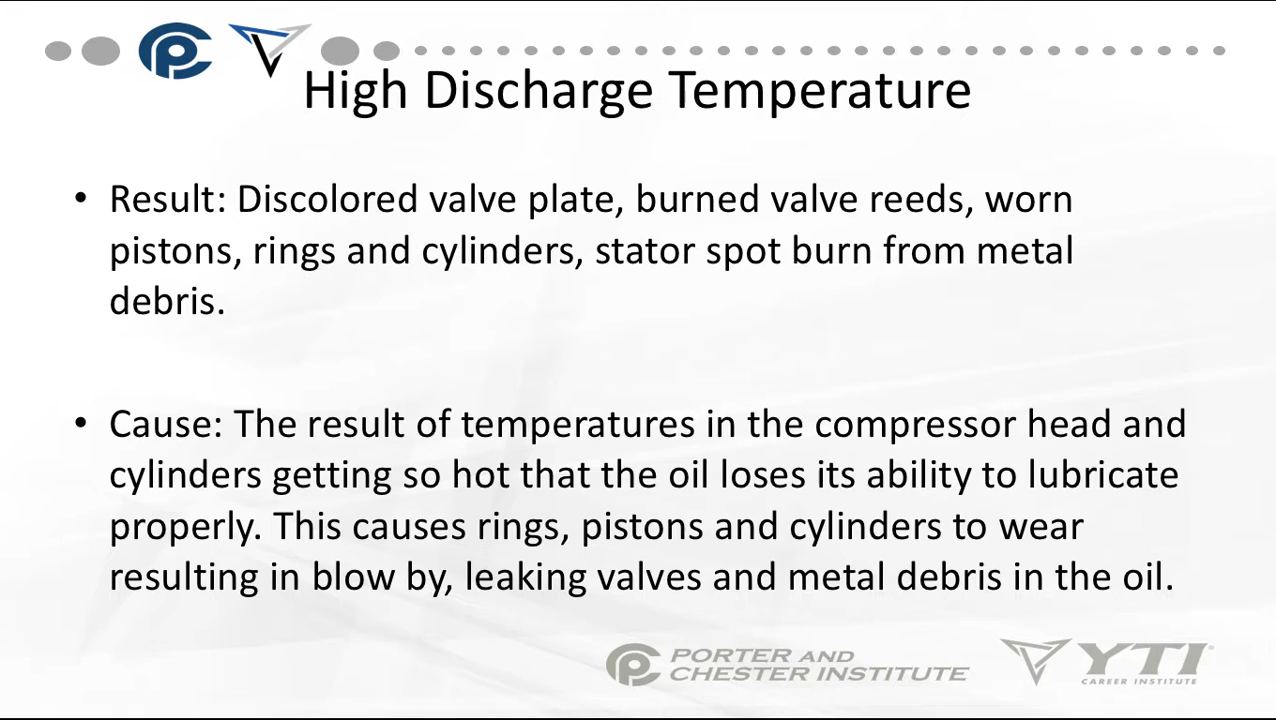 High Discharge Temperature
• Result: Discolored valve plate, burned valve reeds, worn
pistons, rings and cylinders, stator spot burn from metal
debris.
• Cause: The result of temperatures in the compressor head and
cylinders getting so hot that the oil loses its ability to lubricate
properly. This causes rings, pistons and cylinders to wear
resulting in blow by, leaking valves and metal debris in the oil.
PORTER AND
CHESTER INSTITUTE
YTI
CAREER INSTITUTE